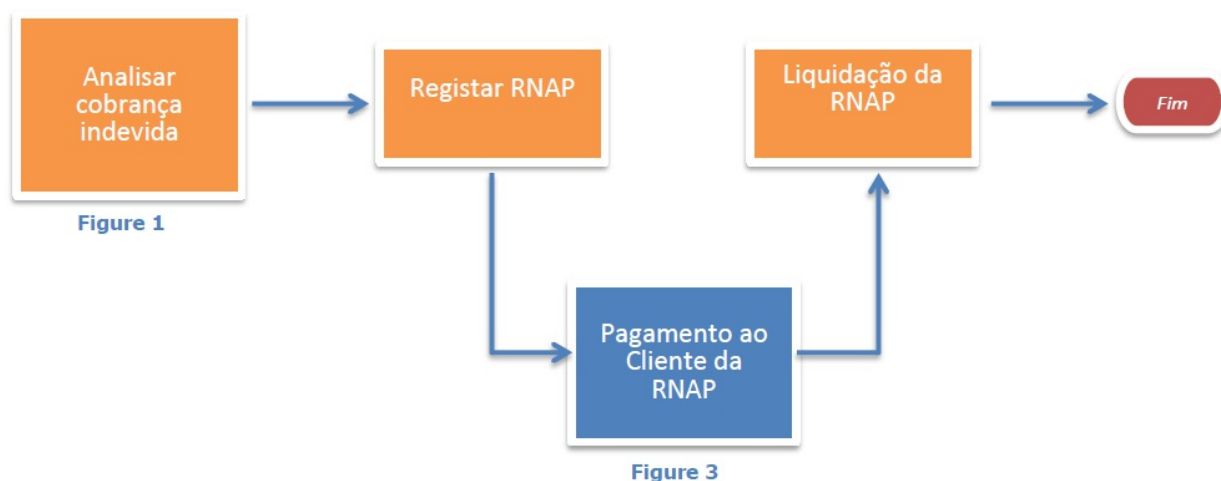 Analisar
cobrança
indevida
Figure 1
Registar RNAP
Pagamento ao
Cliente da
RNAP
Figure 3
Liquidação da
RNAP
Fim